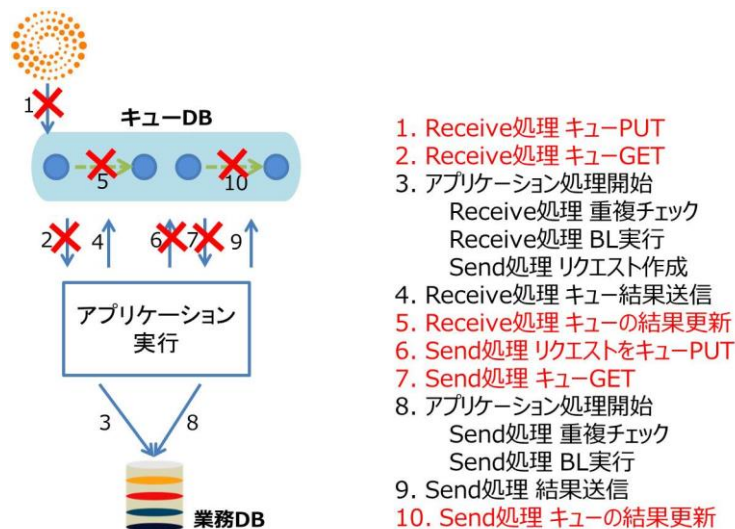 1
キューDB
5
10
2
4
6
7
9
アプリケーション
実行
3
8
業務DB
1. Receive処理 キューPUT
2. Receive処理 キューGET
3. アプリケーション処理開始
Receive処理 重複チェック
Receive処理 BL実行
Send処理 リクエスト作成
4. Receive処理 キュー結果送信
5. Receive処理 キューの結果更新
6. Send処理 リクエストをキューPUT
7. Send処理 キューGET
8. アプリケーション処理開始
Send処理 重複チェック
Send処理 BL実行
9. Send処理 結果送信
10. Send処理 キューの結果更新